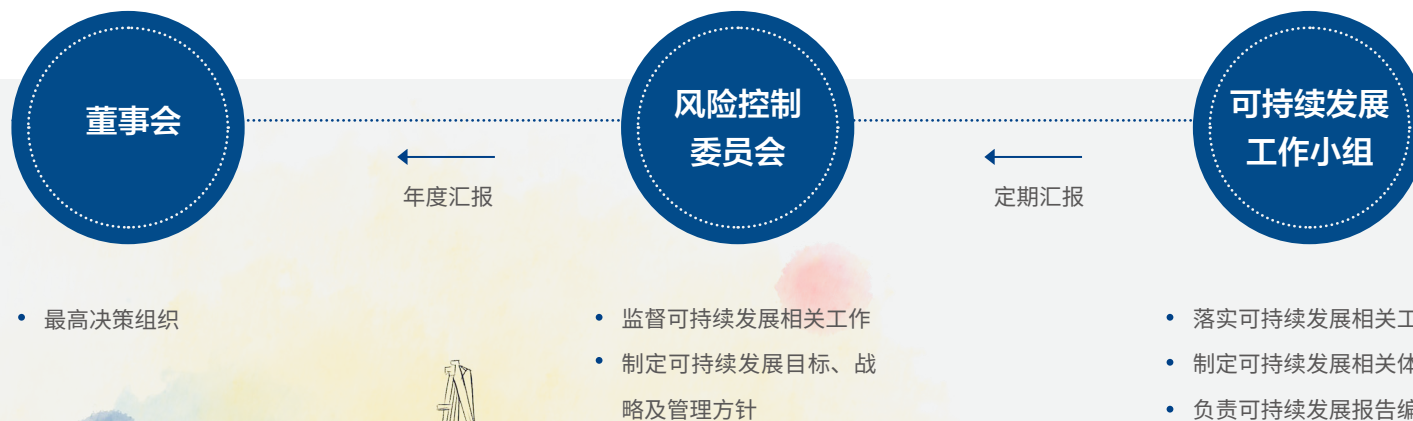 董事会
风险控制
委员会
可持续发展
工作小组
年度汇报
定期汇报
• 最高决策组织
• 监督可持续发展相关工作
• 制定可持续发展目标、战
略及管理方针
• 落实可持续发展相关工
• 制定可持续发展相关体
• 负责可持续发展报告编